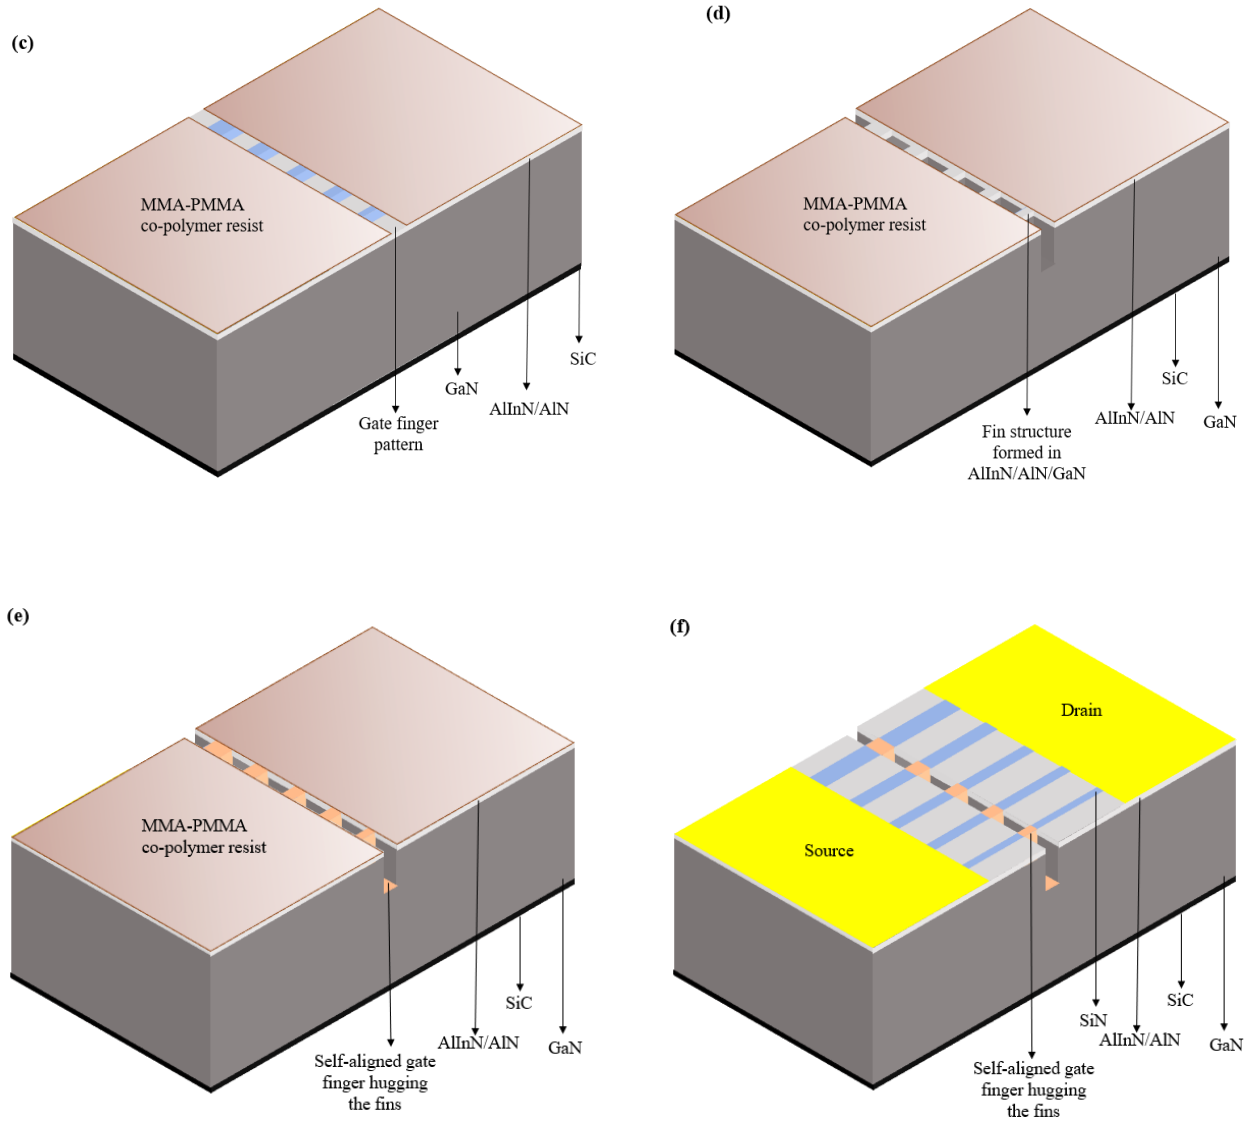 (c)
MMA-PMMA
co-polymer resist
SiC
GaN
AlInN/AlN
Gate finger
pattern
(d)
MMA-PMMA
co-polymer resist
SiC
AlInN/AlN
GaN
Fin structure
formed in
AlInN/AlN/GaN
(e)
MMA-PMMA
co-polymer resist
SiC
AlInN/AlN
GaN
Self-aligned gate
finger hugging
the fins
(f)
Drain
Source
SiC
SiN
AlInN/AlN
GaN
Self-aligned gate
finger hugging
the fins